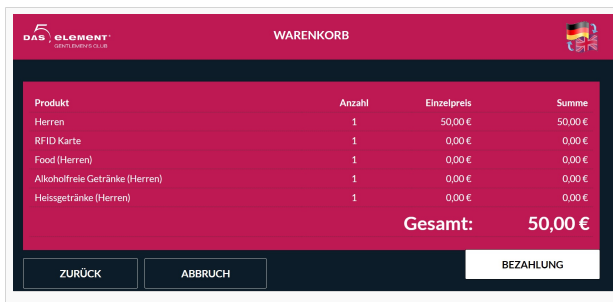 DAS 5 ELEMENT
GENTLEMEN'S CLUB
WARENKORB
Produkt Anzahl Einzelpreis Summe
Herren 1 50,00 € 50,00 €
RFID Karte 1 0,00 € 0,00 €
Food (Herren) 1 0,00 € 0,00 €
Alkoholfreie Getränke (Herren) 1 0,00 € 0,00 €
Heissgetränke (Herren) 1 0,00 € 0,00 €
Gesamt: 50,00 €
ZURÜCK ABBRUCH BEZAHLUNG